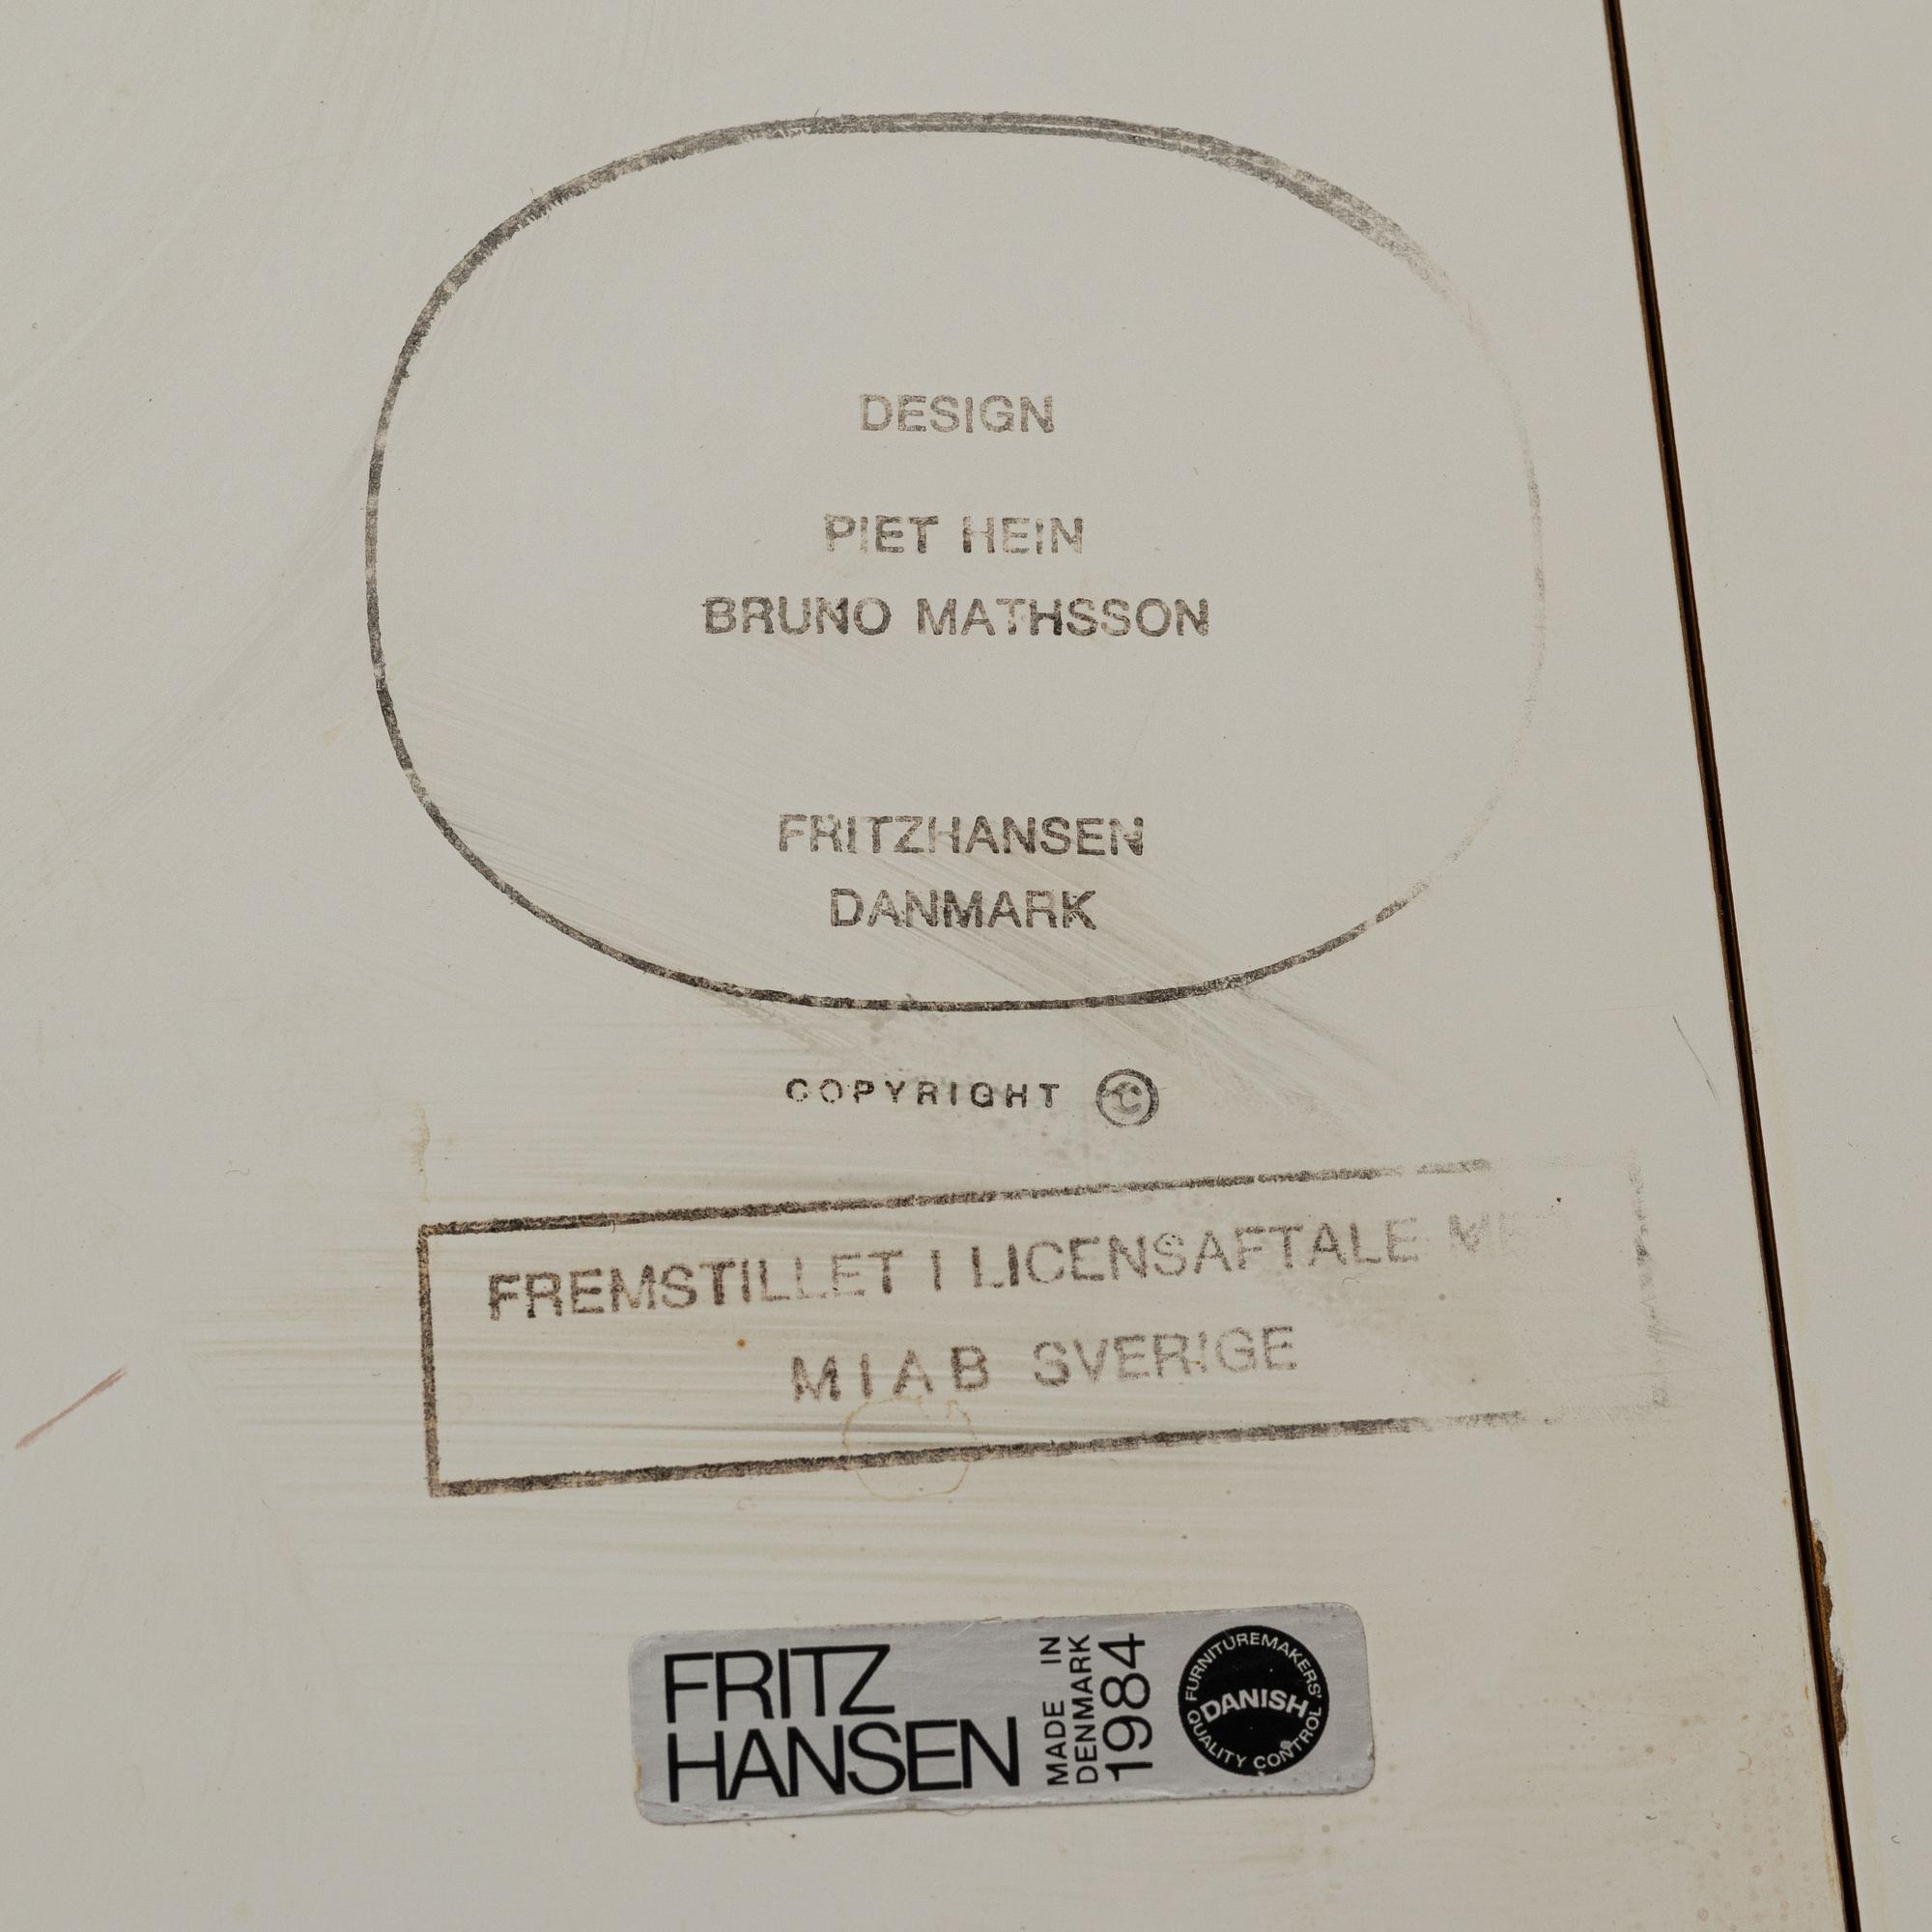 DESIGN
PIET HEIN
BRUNO MATHSSON
FRITZHANSEN
DANMARK
COPYRIGHT ©
FREMSTILLET I LICENSAFTALE
MIAB SVERIGE
FRITZ
HANSEN
MADE IN
DENMARK
1984
FURNITUREMAKERS'
DANISH
QUALITY CONTROL